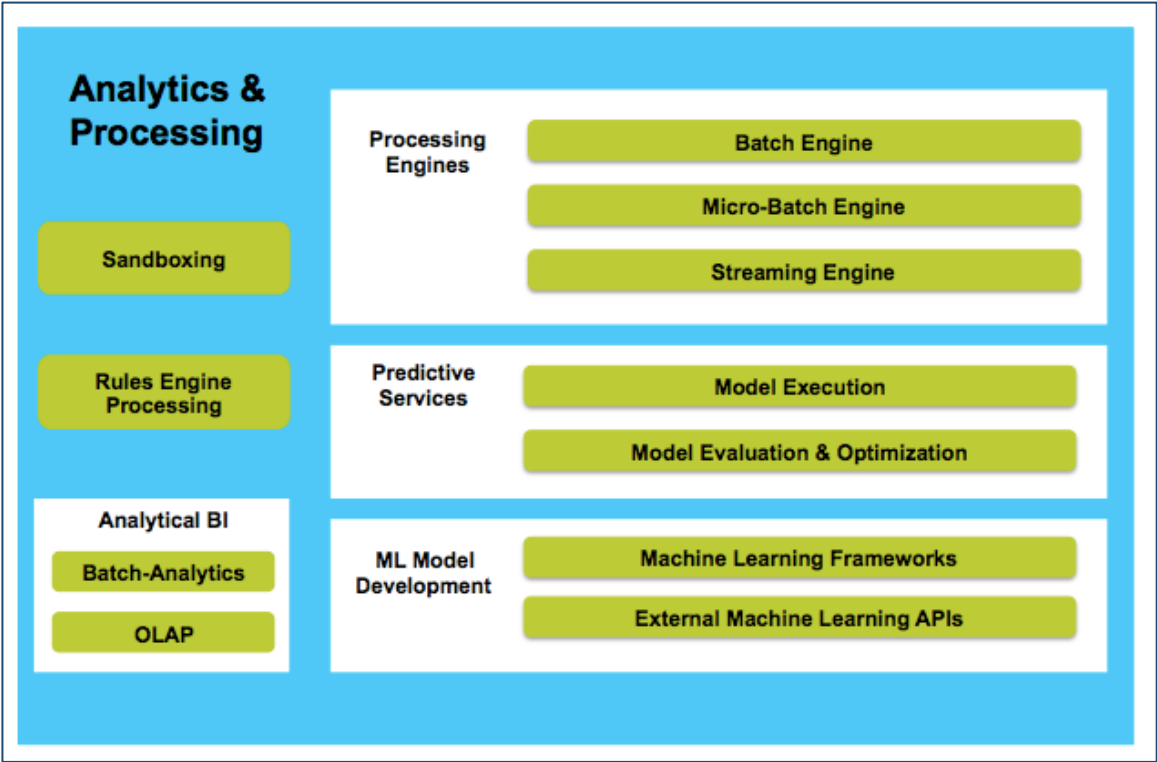 Analytics &
Processing
Sandboxing
Rules Engine
Processing
Analytical BI
Batch-Analytics
OLAP
Processing
Engines
Batch Engine
Micro-Batch Engine
Streaming Engine
Predictive
Services
Model Execution
Model Evaluation & Optimization
ML Model
Development
Machine Learning Frameworks
External Machine Learning APIs